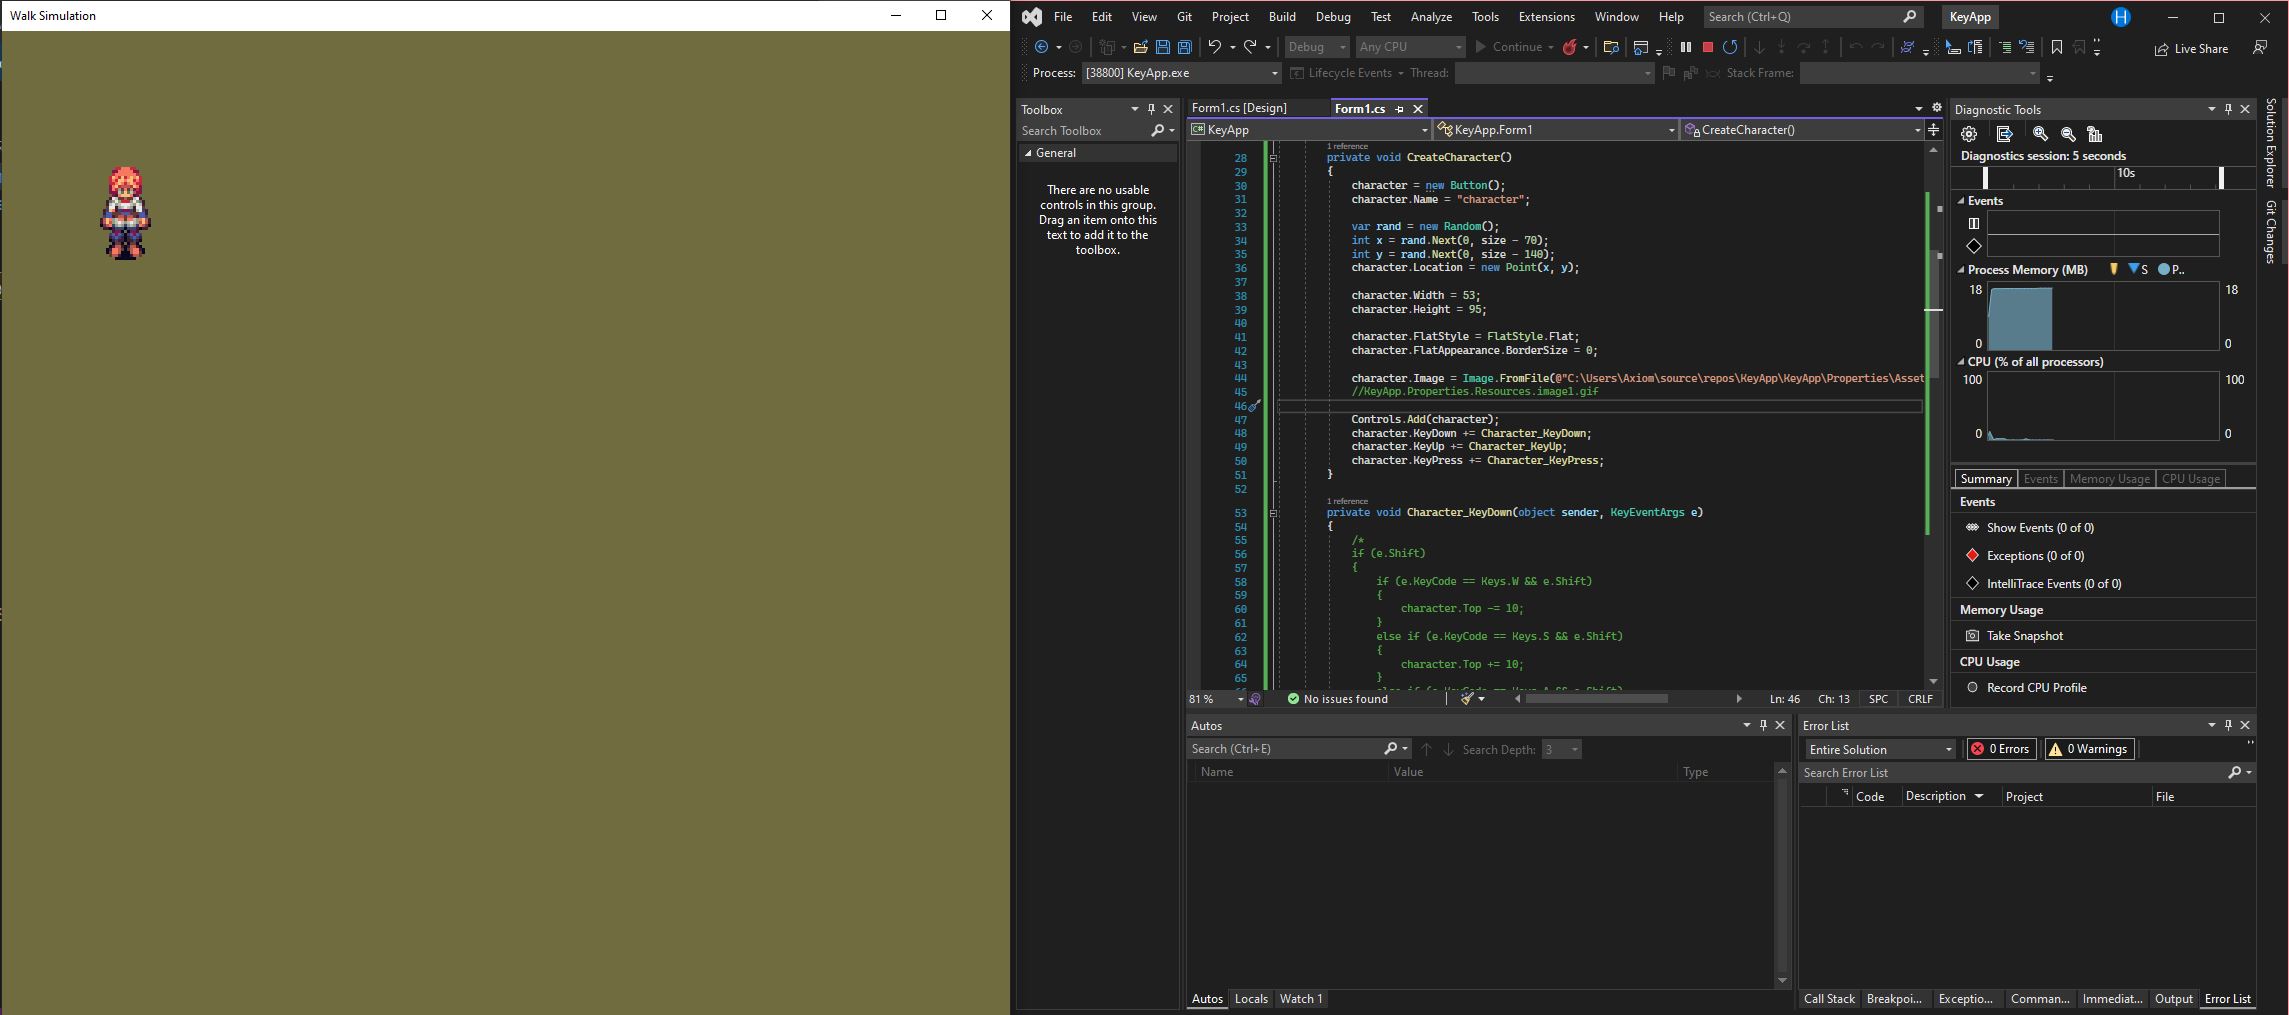 Walk Simulation
File Edit View Git Project Build Debug Test Analyze Tools Extensions Window Help Search (Ctrl+Q) KeyApp H
Debug Any CPU Continue Live Share
Process: [38800] KeyApp.exe Lifecycle Events Thread: Stack Frame:
Toolbox
Search Toolbox
General
There are no usable
controls in this group.
Drag an item onto this
text to add it to the
toolbox.
Form1.cs [Design] Form1.cs
C# KeyApp KeyApp.Form1 CreateCharacter()
1 reference
28 private void CreateCharacter()
29 {
30 character = new Button();
31 character.Name = "character";
32
33 var rand = new Random();
34 int x = rand.Next(0, size - 70);
35 int y = rand.Next(0, size - 140);
36 character.Location = new Point(x, y);
37
38 character.Width = 53;
39 character.Height = 95;
40
41 character.FlatStyle = FlatStyle.Flat;
42 character.FlatAppearance.BorderSize = 0;
43
44 character.Image = Image.FromFile(@"C:\Users\Axiom\source\repos\KeyApp\KeyApp\Properties\Asset
45 //KeyApp.Properties.Resources.image1.gif
46
47 Controls.Add(character);
48 character.KeyDown += Character_KeyDown;
49 character.KeyUp += Character_KeyUp;
50 character.KeyPress += Character_KeyPress;
51 }
52
1 reference
53 private void Character_KeyDown(object sender, KeyEventArgs e)
54 {
55 /*
56 if (e.Shift)
57 {
58 if (e.KeyCode == Keys.W && e.Shift)
59 {
60 character.Top -= 10;
61 }
62 else if (e.KeyCode == Keys.S && e.Shift)
63 {
64 character.Top += 10;
65 }
81 % No issues found Ln: 46 Ch: 13 SPC CRLF
Autos
Search (Ctrl+E) Search Depth: 3
Name Value Type
Autos Locals Watch 1
Diagnostic Tools
Diagnostics session: 5 seconds
10s
Events
Process Memory (MB) S P..
18 18
0 0
CPU (% of all processors)
100 100
0 0
Summary Events Memory Usage CPU Usage
Events
Show Events (0 of 0)
Exceptions (0 of 0)
IntelliTrace Events (0 of 0)
Memory Usage
Take Snapshot
CPU Usage
Record CPU Profile
Error List
Entire Solution 0 Errors 0 Warnings
Search Error List
Code Description Project File
Call Stack Breakpoi... Exceptio... Comman... Immediat... Output Error List
Solution Explorer
Git Changes